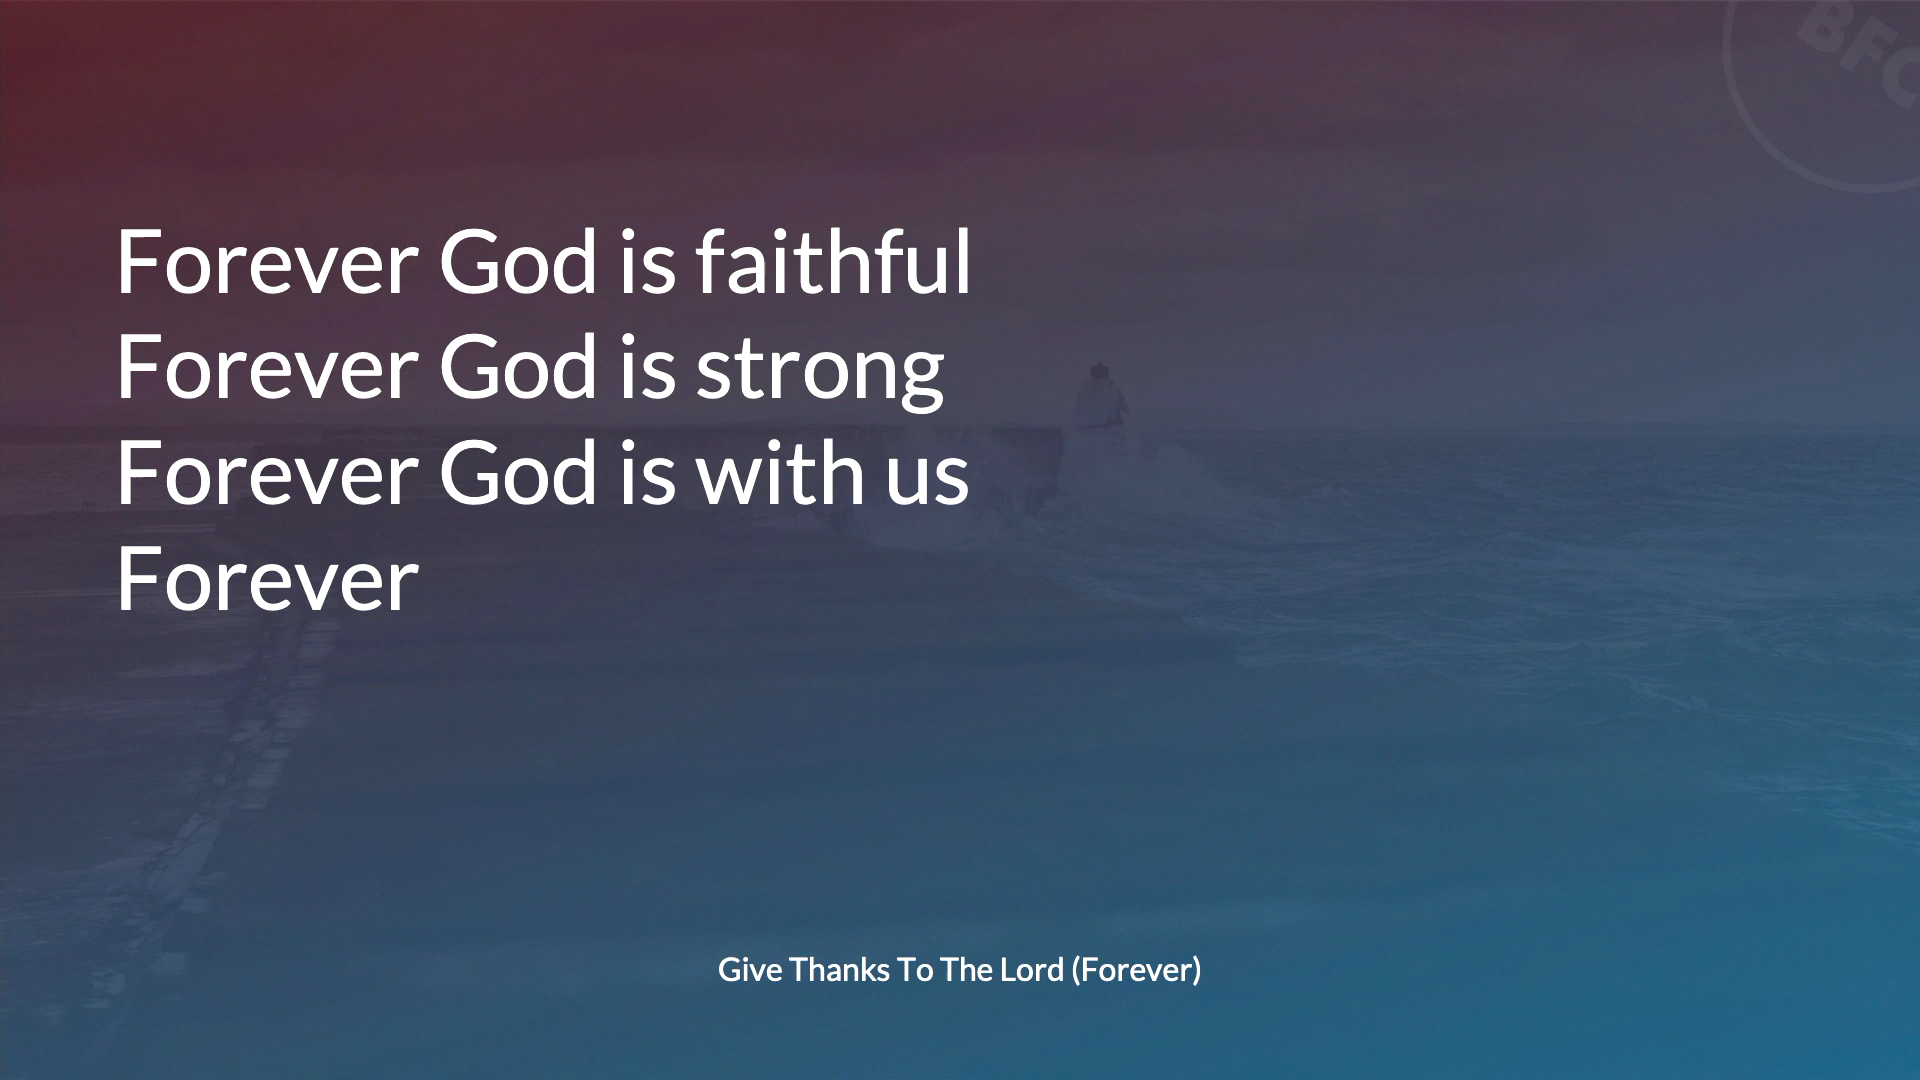 BFC
Forever God is faithful
Forever God is strong
Forever God is with us
Forever
Give Thanks To The Lord (Forever)